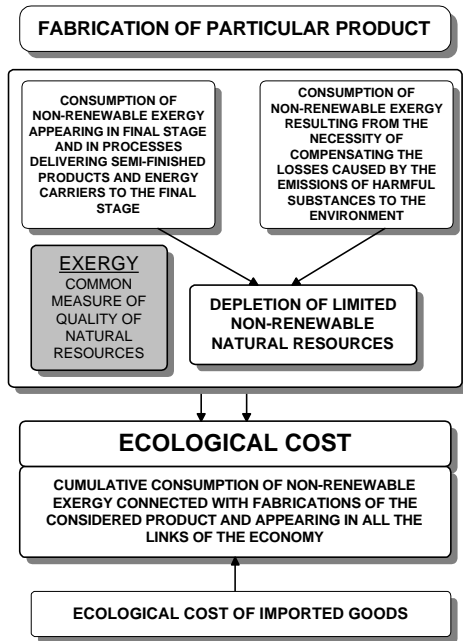 FABRICATION OF PARTICULAR PRODUCT
CONSUMPTION OF
NON-RENEWABLE EXERGY
APPEARING IN FINAL STAGE
AND IN PROCESSES
DELIVERING SEMI-FINISHED
PRODUCTS AND ENERGY
CARRIERS TO THE FINAL
STAGE
CONSUMPTION OF
NON-RENEWABLE EXERGY
RESULTING FROM THE
NECESSITY OF
COMPENSATING THE
LOSSES CAUSED BY THE
EMISSIONS OF HARMFUL
SUBSTANCES TO THE
ENVIRONMENT
EXERGY
COMMON
MEASURE OF
QUALITY OF
NATURAL
RESOURCES
DEPLETION OF LIMITED
NON-RENEWABLE
NATURAL RESOURCES
ECOLOGICAL COST
CUMULATIVE CONSUMPTION OF NON-RENEWABLE
EXERGY CONNECTED WITH FABRICATIONS OF THE
CONSIDERED PRODUCT AND APPEARING IN ALL THE
LINKS OF THE ECONOMY
ECOLOGICAL COST OF IMPORTED GOODS